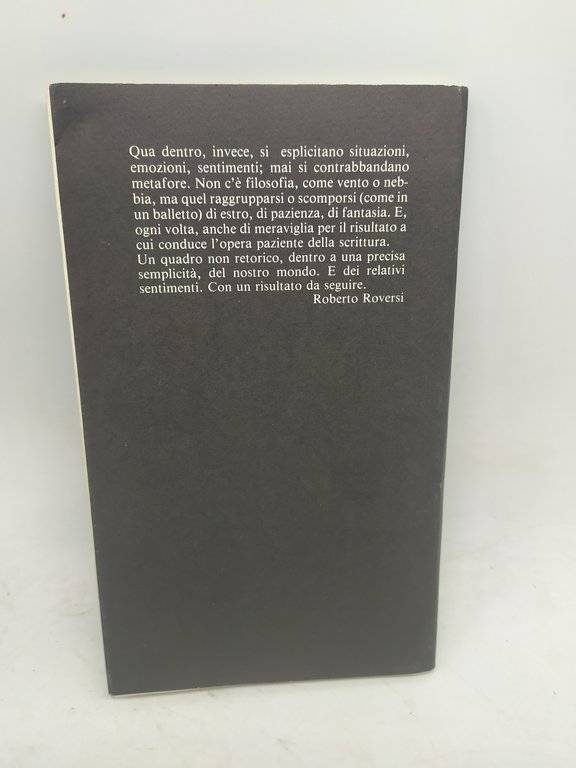 Qua dentro, invece, si esplicitano situazioni,
emozioni, sentimenti; mai si contrabbandano
metafore. Non c'è filosofia, come vento o neb-
bia, ma quel raggrupparsi o scomporsi (come in
un balletto) di estro, di pazienza, di fantasia. E,
ogni volta, anche di meraviglia per il risultato a
cui conduce l'opera paziente della scrittura.
Un quadro non retorico, dentro a una precisa
semplicità, del nostro mondo. E dei relativi
sentimenti. Con un risultato da seguire.
Roberto Roversi